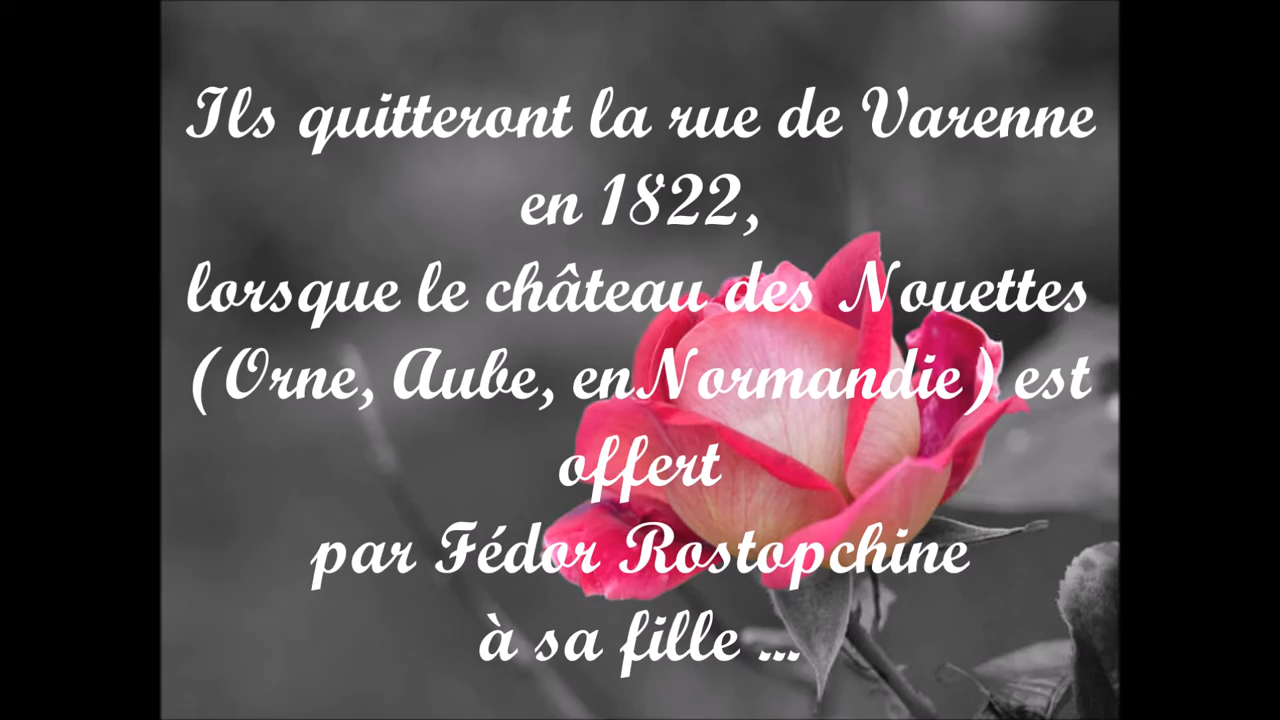 Ils quitteront la rue de Varenne
en 1822,
lorsque le château des Nouettes
(Orne, Aube, enNormandie) est
offert
par Fédor Rostopchine
à sa fille ...